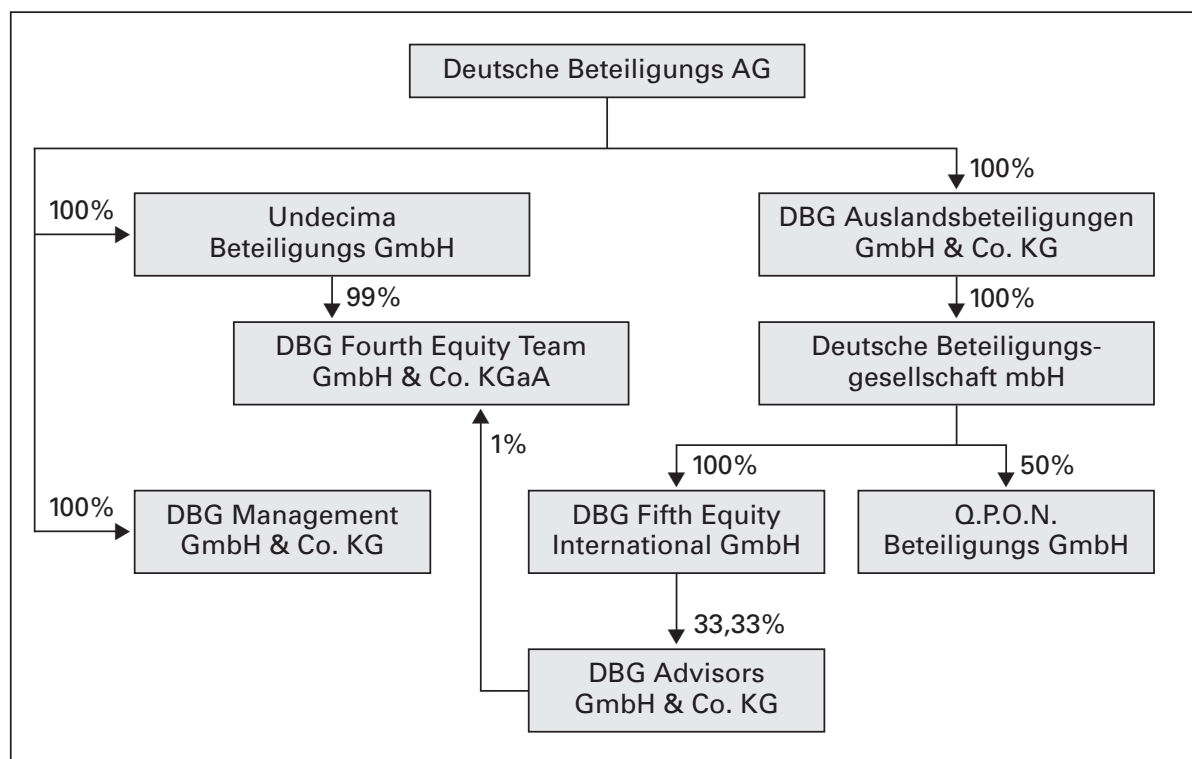 Deutsche Beteiligungs AG
100%
100%
Undecima
Beteiligungs GmbH
DBG Auslandsbeteiligungen
GmbH & Co. KG
99%
100%
DBG Fourth Equity Team
GmbH & Co. KGaA
Deutsche Beteiligungs-
gesellschaft mbH
1%
100%
50%
100%
DBG Management
GmbH & Co. KG
DBG Fifth Equity
International GmbH
Q.P.O.N.
Beteiligungs GmbH
33,33%
DBG Advisors
GmbH & Co. KG